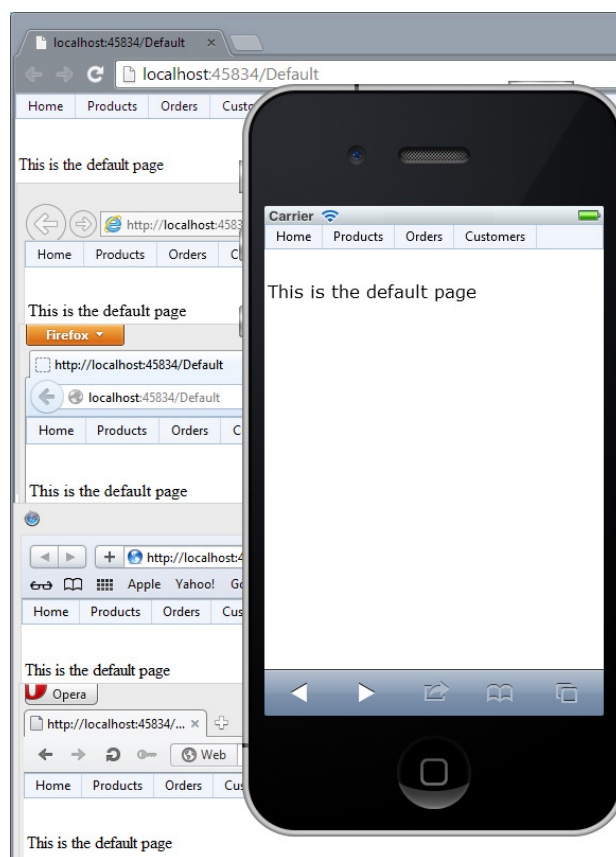 localhost:45834/Default ×
localhost:45834/Default
Home Products Orders Custo
This is the default page
http://localhost:4583
Home Products Orders C
This is the default page
Firefox
http://localhost:45834/Default
localhost:45834/Default
Home Products Orders C
This is the default page
+ http://localhost:4
Apple Yahoo! Go
Home Products Orders Cus
This is the default page
Opera
http://localhost:45834/... ×
Web
Home Products Orders Cus
This is the default page
Carrier
Home Products Orders Customers
This is the default page